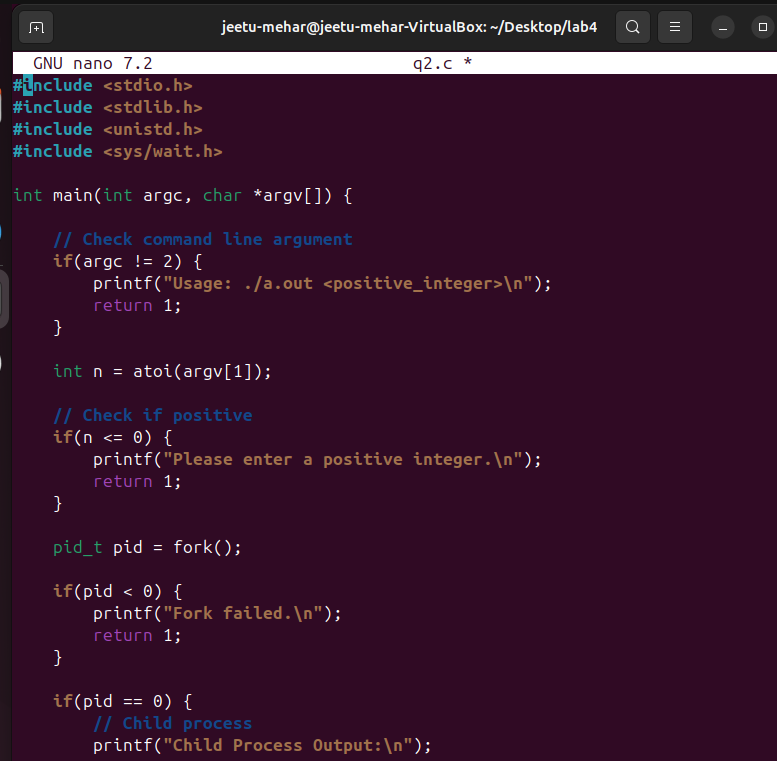 jeetu-mehar@jeetu-mehar-VirtualBox: ~/Desktop/lab4
GNU nano 7.2 q2.c *
#include <stdio.h>
#include <stdlib.h>
#include <unistd.h>
#include <sys/wait.h>

int main(int argc, char *argv[]) {

    // Check command line argument
    if(argc != 2) {
        printf("Usage: ./a.out <positive_integer>\n");
        return 1;
    }

    int n = atoi(argv[1]);

    // Check if positive
    if(n <= 0) {
        printf("Please enter a positive integer.\n");
        return 1;
    }

    pid_t pid = fork();

    if(pid < 0) {
        printf("Fork failed.\n");
        return 1;
    }

    if(pid == 0) {
        // Child process
        printf("Child Process Output:\n");